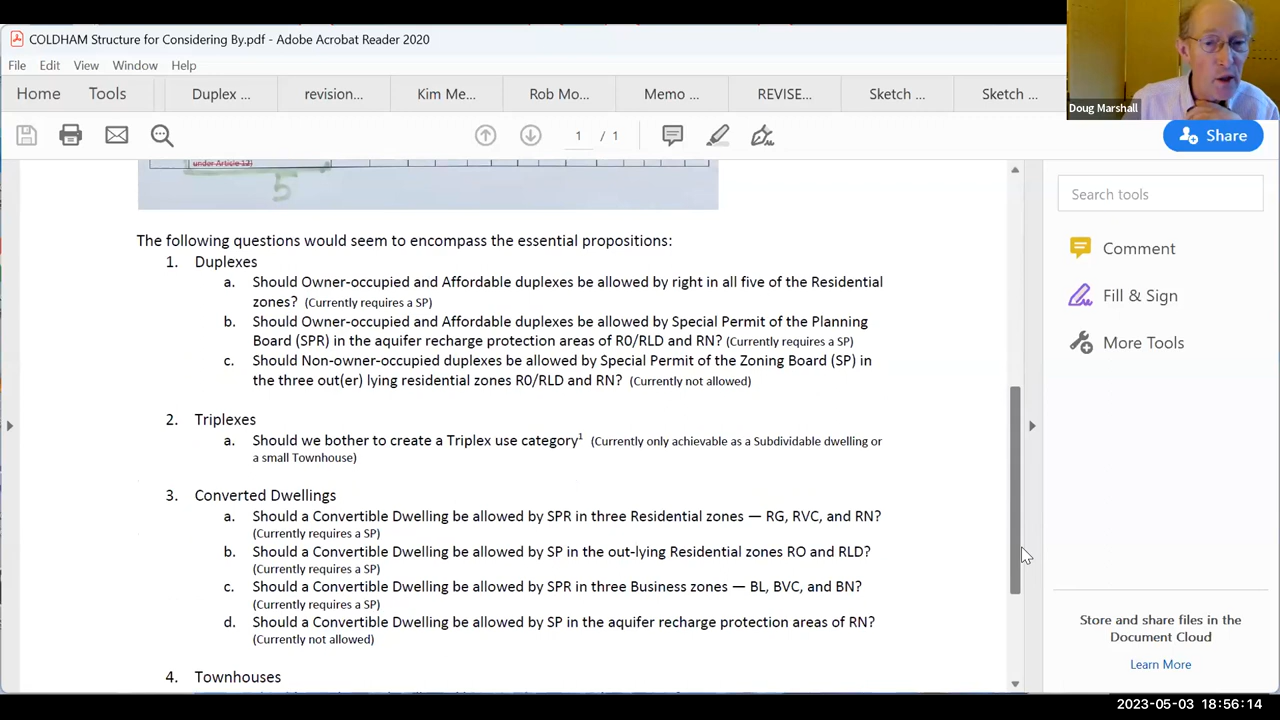 COLDHAM Structure for Considering By.pdf - Adobe Acrobat Reader 2020
File Edit View Window Help
Home Tools Duplex ... revision... Kim Me... Rob Mo... Memo ... REVISE... Sketch ... Sketch ...
Doug Marshall
1 / 1
Share
under Article 12)
5
Search tools
Comment
Fill & Sign
More Tools
The following questions would seem to encompass the essential propositions:
1. Duplexes
a. Should Owner-occupied and Affordable duplexes be allowed by right in all five of the Residential
zones? (Currently requires a SP)
b. Should Owner-occupied and Affordable duplexes be allowed by Special Permit of the Planning
Board (SPR) in the aquifer recharge protection areas of R0/RLD and RN? (Currently requires a SP)
c. Should Non-owner-occupied duplexes be allowed by Special Permit of the Zoning Board (SP) in
the three out(er) lying residential zones R0/RLD and RN? (Currently not allowed)
2. Triplexes
a. Should we bother to create a Triplex use category1 (Currently only achievable as a Subdividable dwelling or
a small Townhouse)
3. Converted Dwellings
a. Should a Convertible Dwelling be allowed by SPR in three Residential zones — RG, RVC, and RN?
(Currently requires a SP)
b. Should a Convertible Dwelling be allowed by SP in the out-lying Residential zones RO and RLD?
(Currently requires a SP)
c. Should a Convertible Dwelling be allowed by SPR in three Business zones — BL, BVC, and BN?
(Currently requires a SP)
d. Should a Convertible Dwelling be allowed by SP in the aquifer recharge protection areas of RN?
(Currently not allowed)
4. Townhouses
Store and share files in the
Document Cloud
Learn More
2023-05-03 18:56:14